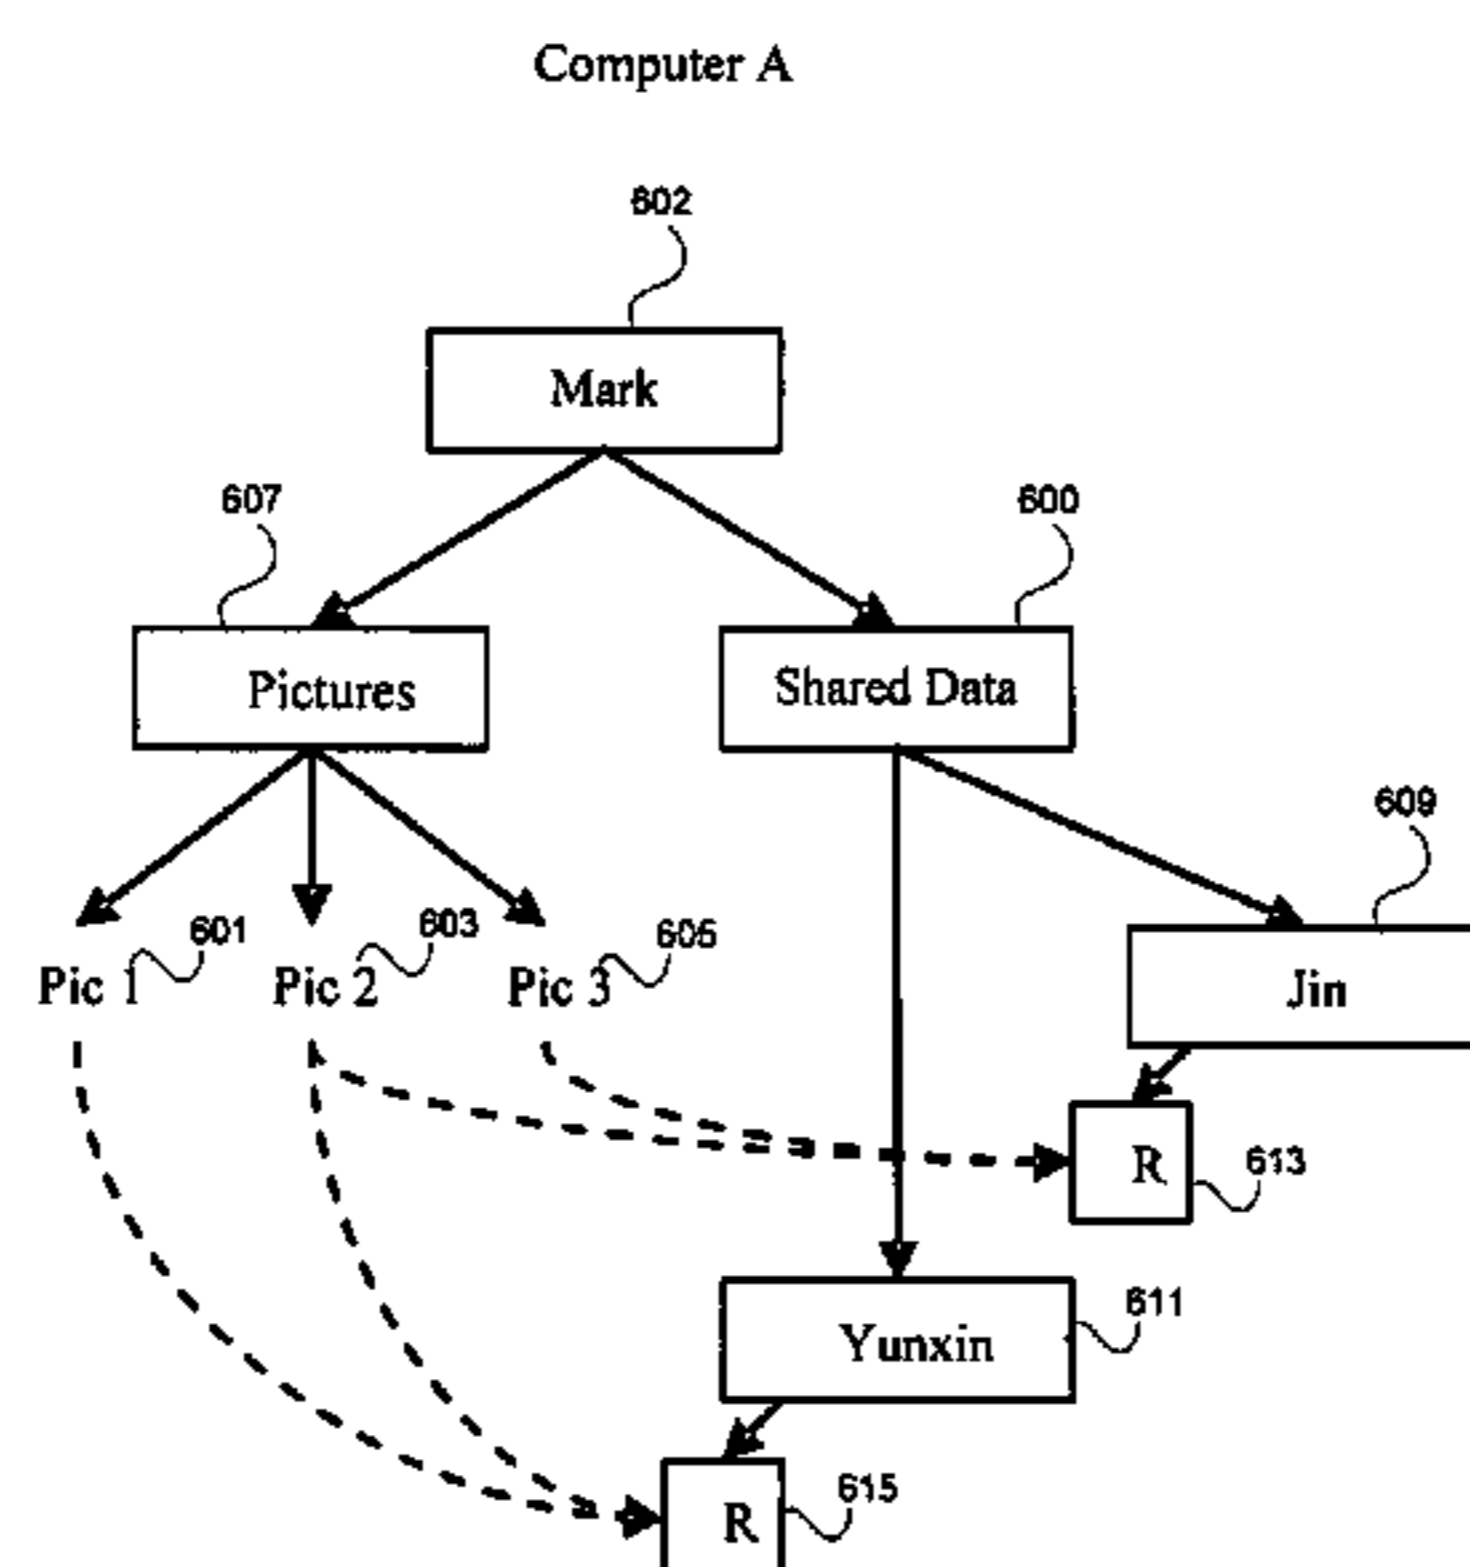 Computer A
602
Mark
607
600
Pictures
Shared Data
609
601
603
605
Pic 1
Pic 2
Pic 3
Jin
R
613
611
Yunxin
615
R